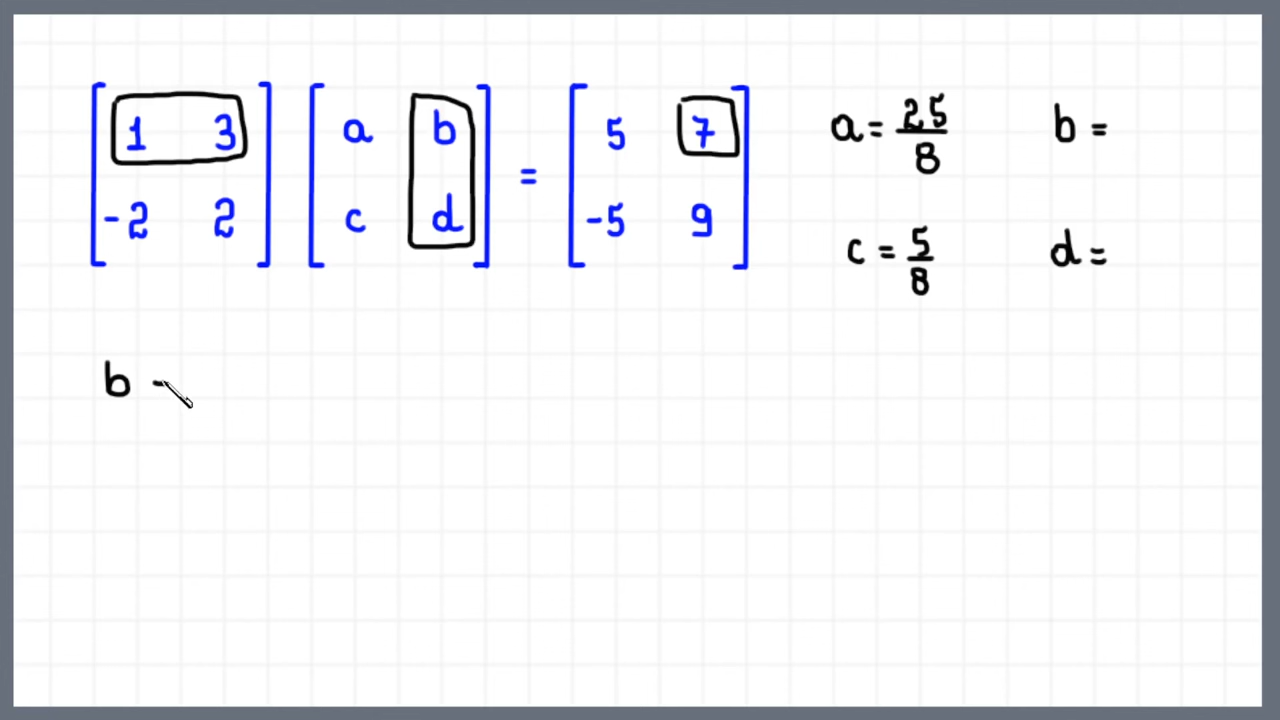 [ 1 3 ] [ a b ] = [ 5 7 ] a = 25/8 b =
[ -2 2 ] [ c d ] [ -5 9 ] c = 5/8 d =
b -